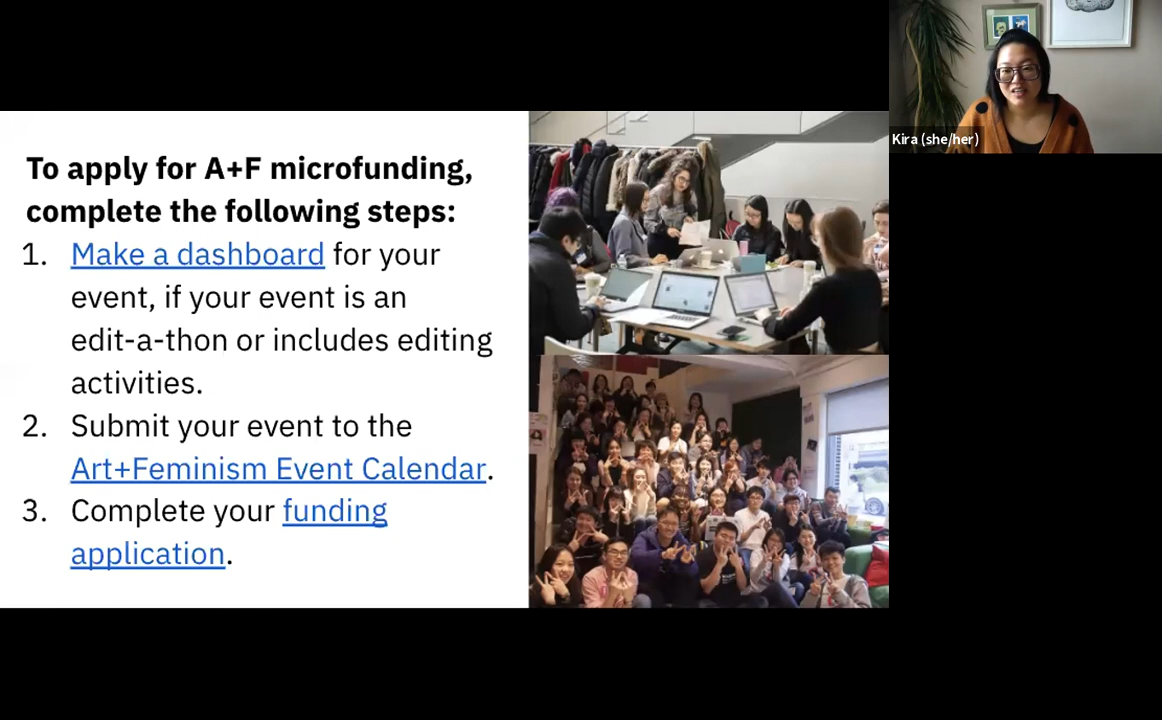 To apply for A+F microfunding,
complete the following steps:
1. Make a dashboard for your
event, if your event is an
edit-a-thon or includes editing
activities.
2. Submit your event to the
Art+Feminism Event Calendar.
3. Complete your funding
application.
Kira (she/her)